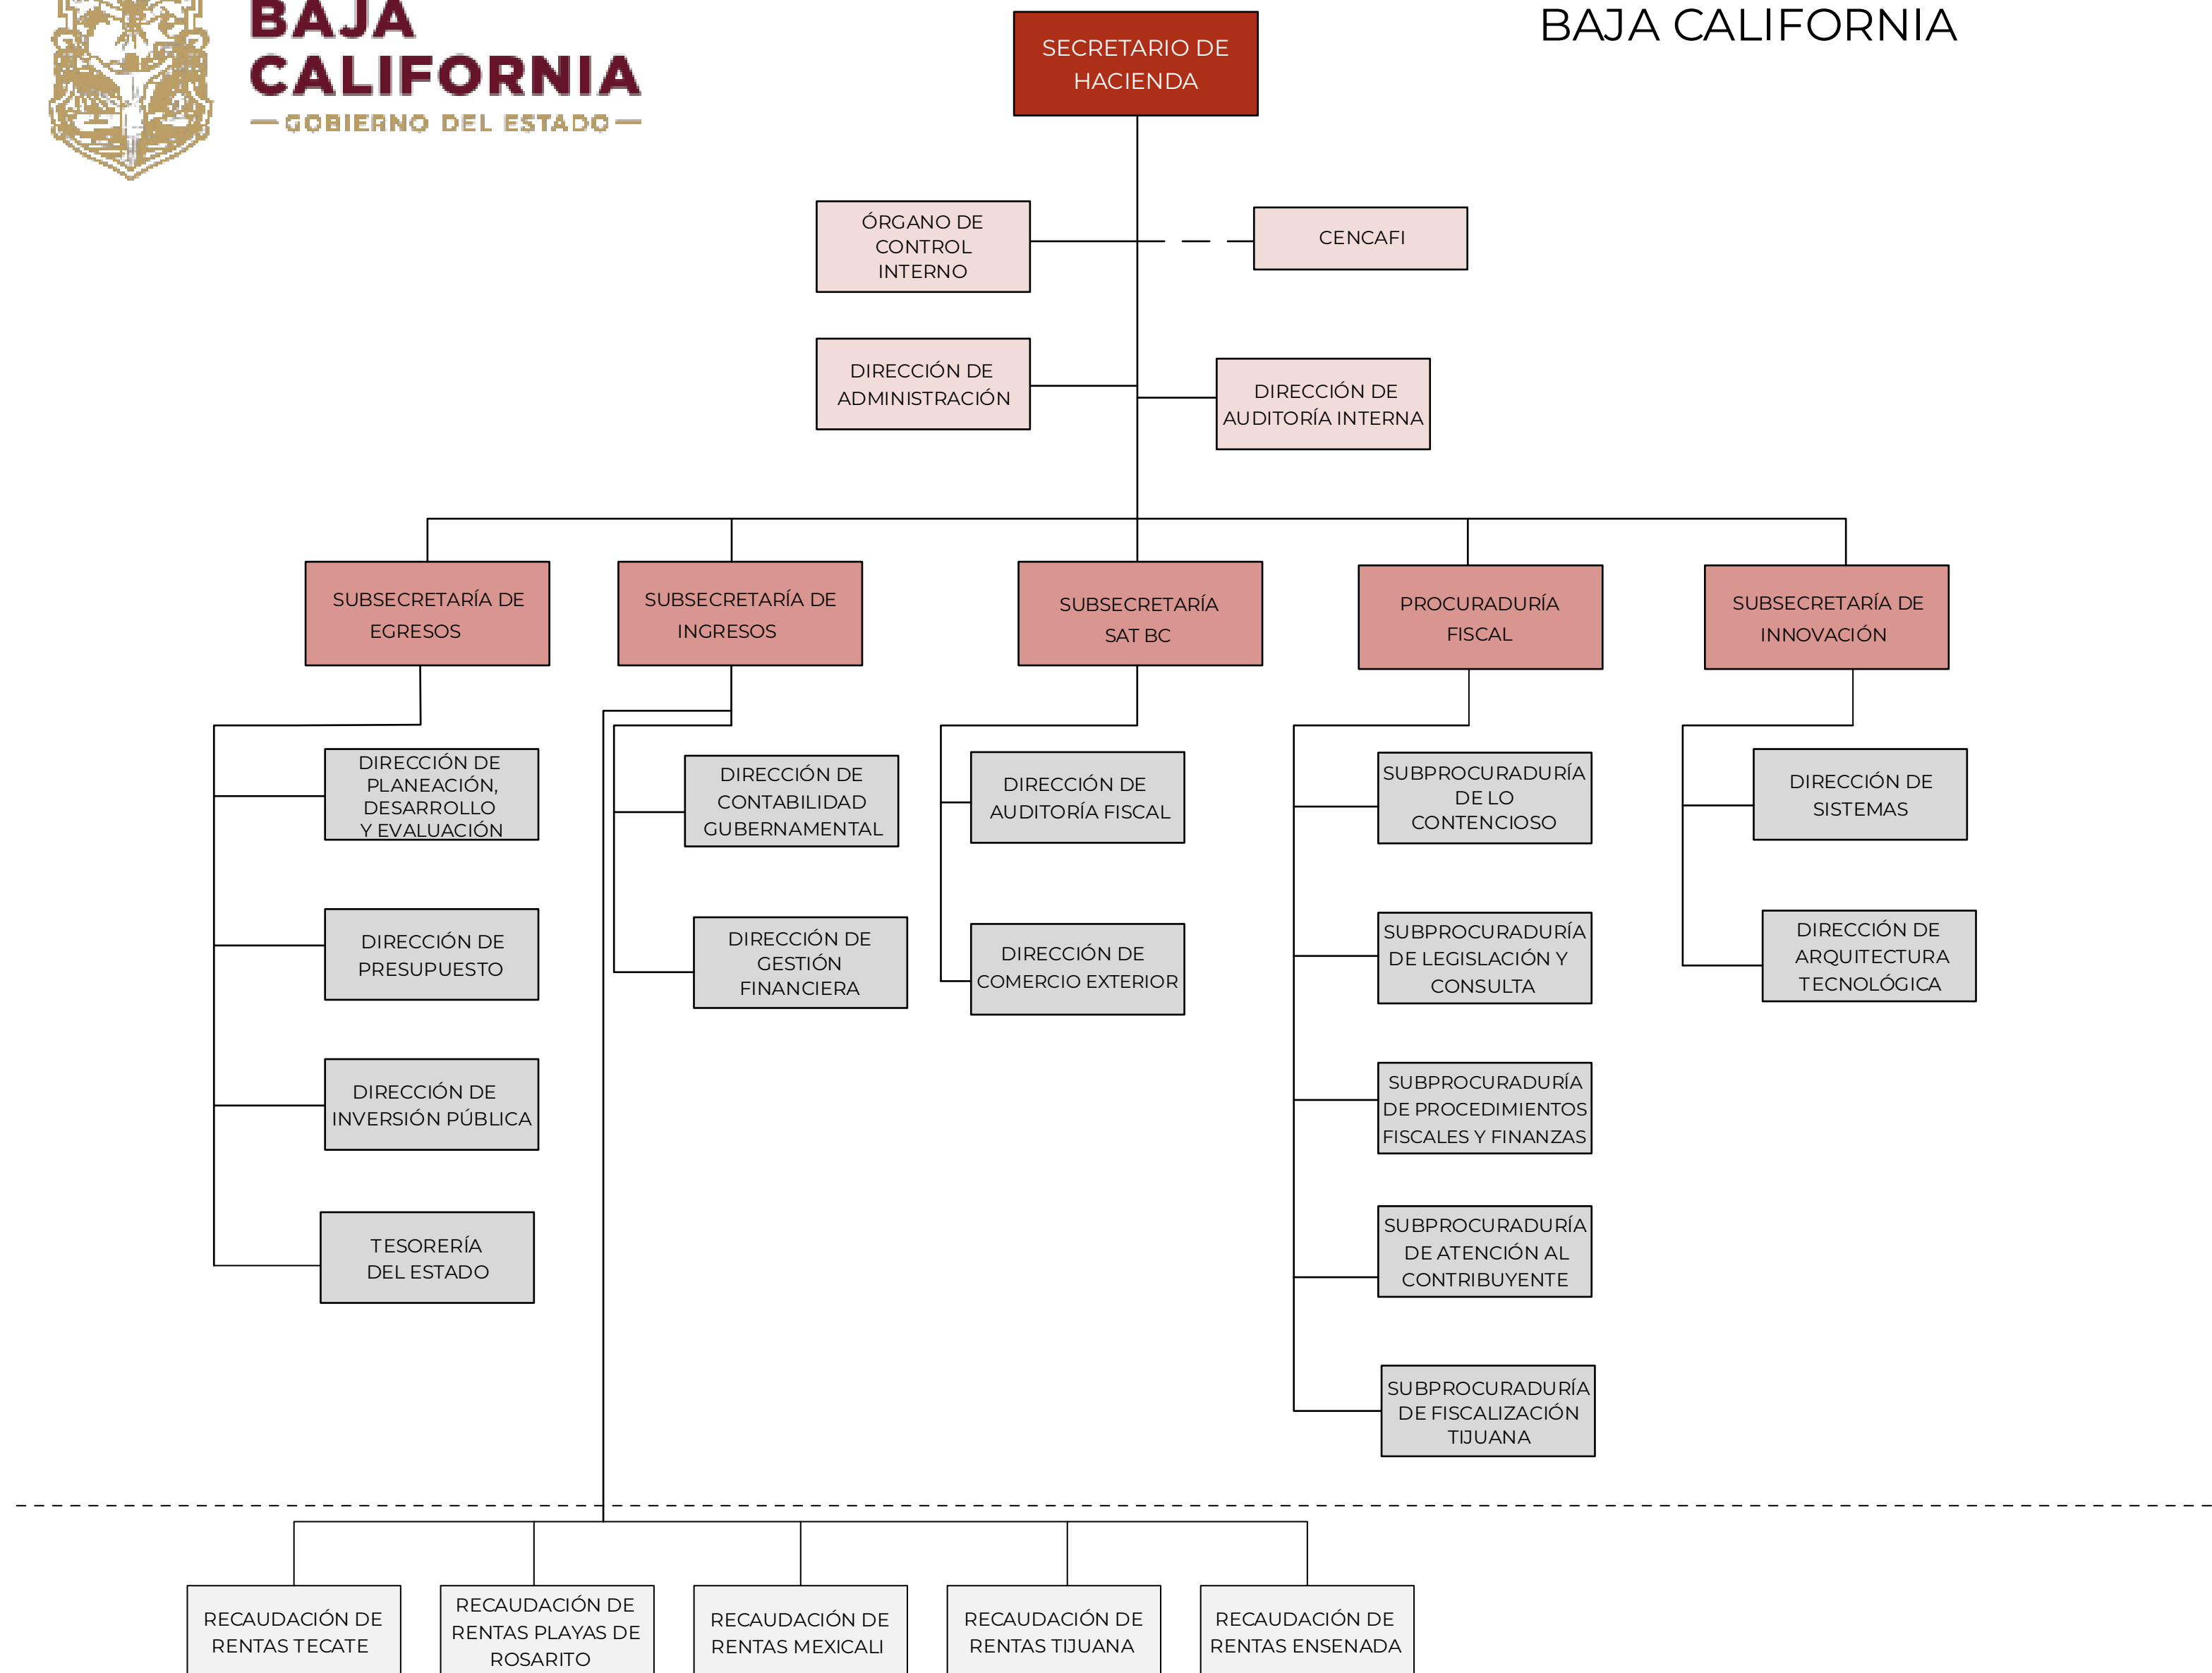 BAJA
CALIFORNIA
GOBIERNO DEL ESTADO
BAJA CALIFORNIA
SECRETARIO DE
HACIENDA
ÓRGANO DE
CONTROL
INTERNO
CENCAFI
DIRECCIÓN DE
ADMINISTRACIÓN
DIRECCIÓN DE
AUDITORÍA INTERNA
SUBSECRETARÍA DE
EGRESOS
SUBSECRETARÍA DE
INGRESOS
SUBSECRETARÍA
SAT BC
PROCURADURÍA
FISCAL
SUBSECRETARÍA DE
INNOVACIÓN
DIRECCIÓN DE
PLANEACIÓN,
DESARROLLO
Y EVALUACIÓN
DIRECCIÓN DE
PRESUPUESTO
DIRECCIÓN DE
INVERSIÓN PÚBLICA
TESORERÍA
DEL ESTADO
DIRECCIÓN DE
CONTABILIDAD
GUBERNAMENTAL
DIRECCIÓN DE
GESTIÓN
FINANCIERA
DIRECCIÓN DE
AUDITORÍA FISCAL
DIRECCIÓN DE
COMERCIO EXTERIOR
SUBPROCURADURÍA
DE LO
CONTENCIOSO
SUBPROCURADURÍA
DE LEGISLACIÓN Y
CONSULTA
SUBPROCURADURÍA
DE PROCEDIMIENTOS
FISCALES Y FINANZAS
SUBPROCURADURÍA
DE ATENCIÓN AL
CONTRIBUYENTE
SUBPROCURADURÍA
DE FISCALIZACIÓN
TIJUANA
DIRECCIÓN DE
SISTEMAS
DIRECCIÓN DE
ARQUITECTURA
TECNOLÓGICA
RECAUDACIÓN DE
RENTAS TECATE
RECAUDACIÓN DE
RENTAS PLAYAS DE
ROSARITO
RECAUDACIÓN DE
RENTAS MEXICALI
RECAUDACIÓN DE
RENTAS TIJUANA
RECAUDACIÓN DE
RENTAS ENSENADA